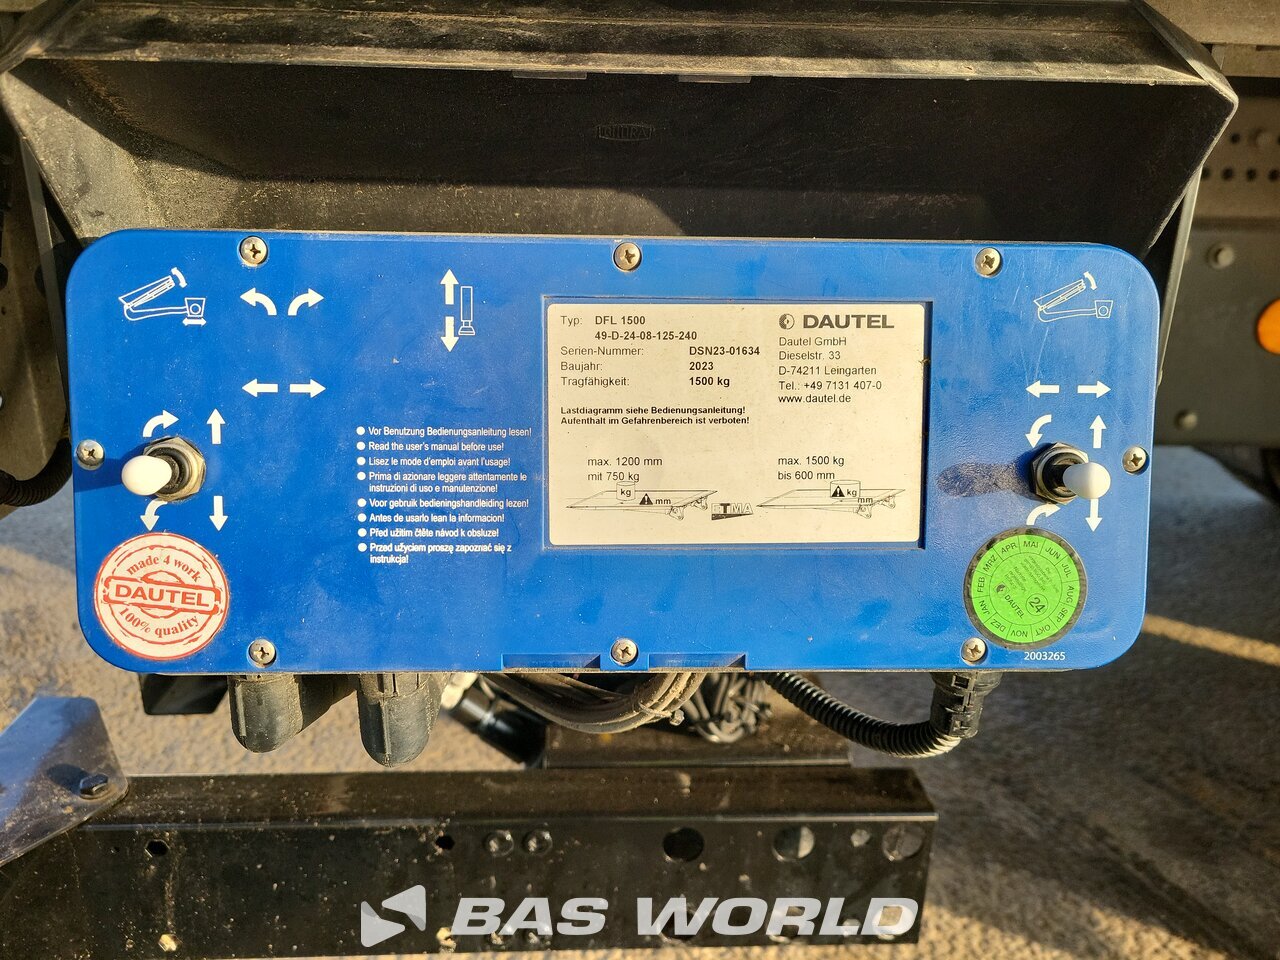 Typ: DFL 1500
49-D-24-08-125-240
Serien-Nummer: DSN23-01634
Baujahr: 2023
Tragfähigkeit: 1500 kg
DAUTEL
Dautel GmbH
Dieselstr. 33
D-74211 Leingarten
Tel.: +49 7131 407-0
www.dautel.de
Lastdiagramm siehe Bedienungsanleitung!
Aufenthalt im Gefahrenbereich ist verboten!
max. 1200 mm
mit 750 kg
max. 1500 kg
bis 600 mm
kg
mm
kg
mm
Vor Benutzung Bedienungsanleitung lesen!
Read the user's manual before use!
Lisez le mode d'emploi avant l'usage!
Prima di azionare leggere attentamente le
instruzioni di uso e manutenzione!
Voor gebruik bedieningshandleiding lezen!
Antes de usarlo lean la informacion!
Před užitím čtěte návod k obsluze!
Przed użyciem proszę zapoznać się z
instrukcja!
made 4 work
DAUTEL
100% quality
JAN FEB MRZ APR MAI JUN JUL AUG SEP OKT NOV DEZ
24
DAUTEL
2003265
BAS WORLD